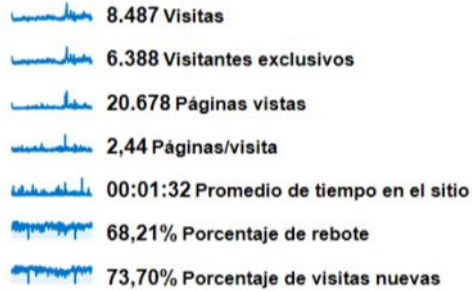 8.487 Visitas
6.388 Visitantes exclusivos
20.678 Páginas vistas
2,44 Páginas/visita
00:01:32 Promedio de tiempo en el sitio
68,21% Porcentaje de rebote
73,70% Porcentaje de visitas nuevas